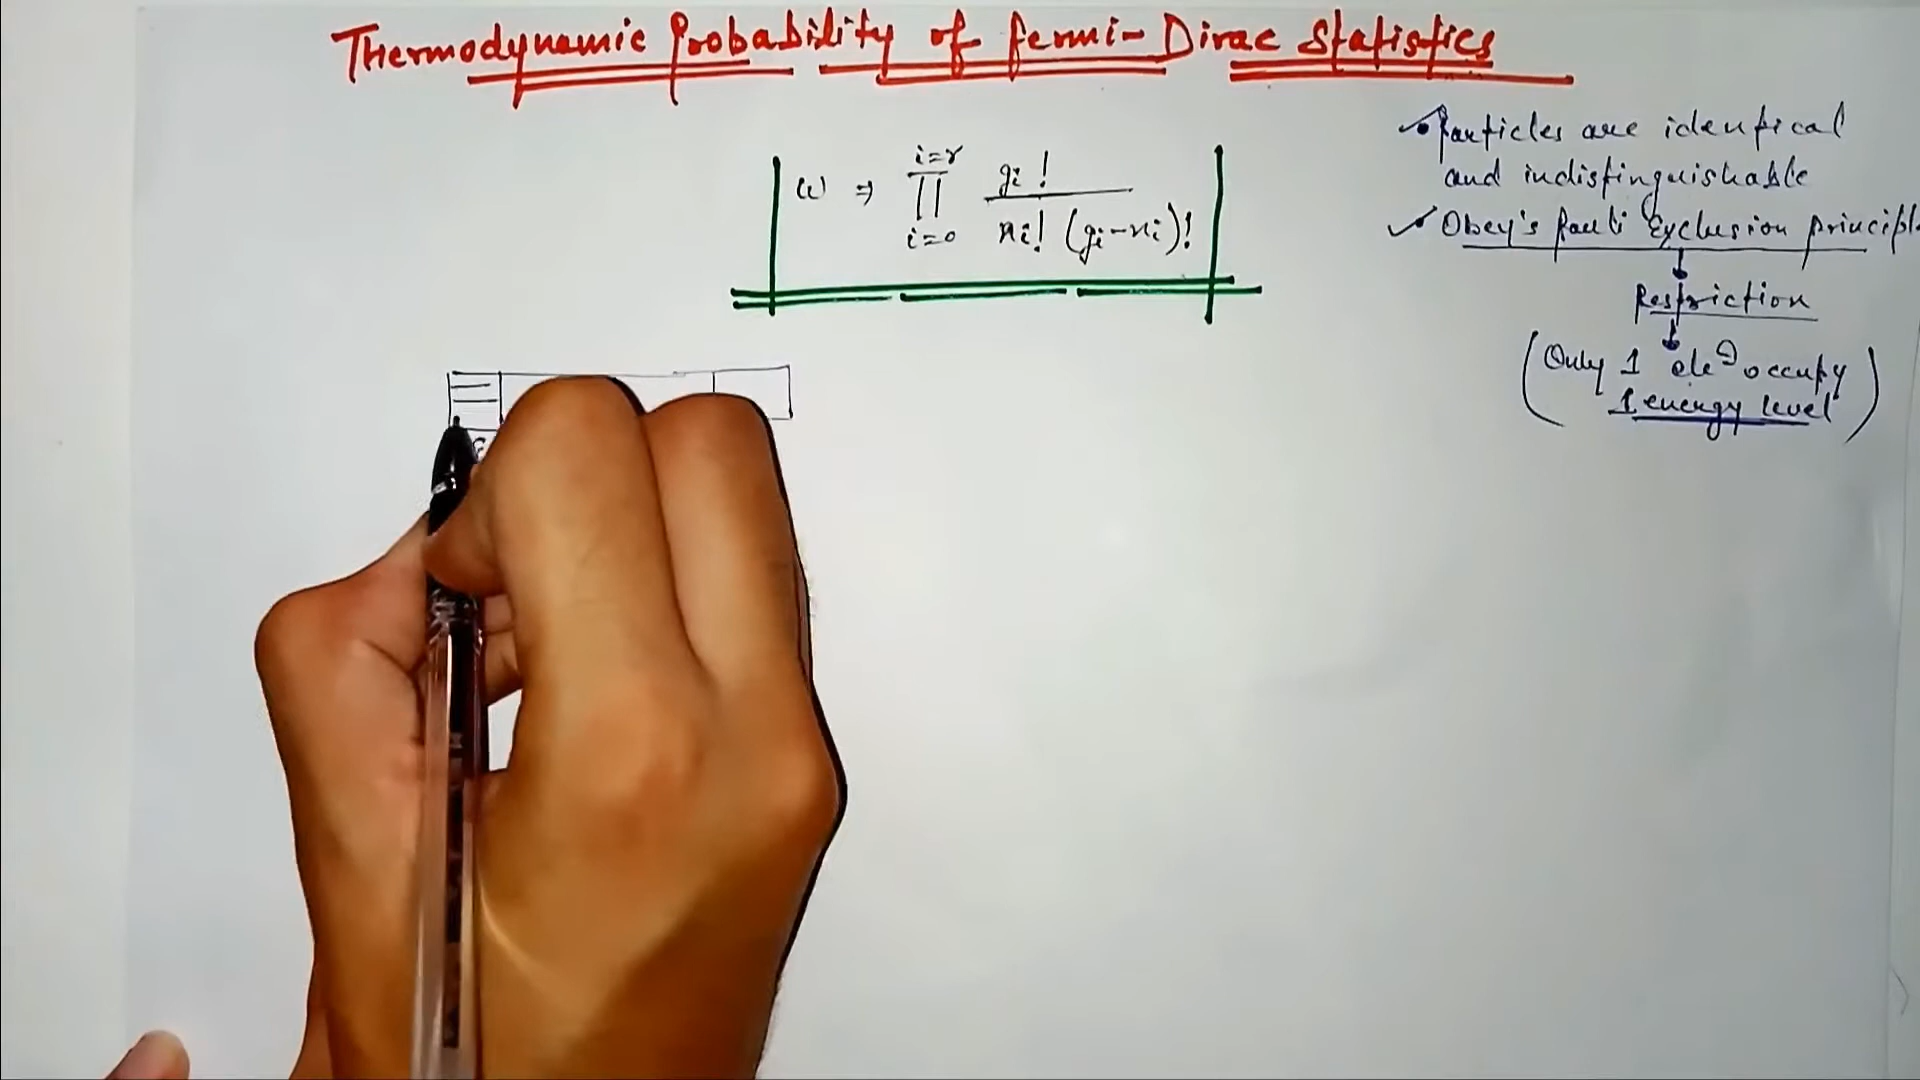 Thermodynamic Probability of fermi-Dirac Statistics
• Particles are identical
and indistinguishable
i=r
ω ⇒ ∏ gi! / ni! (gi-ni)!
i=0
✓ Obey's Pauli Exclusion principle
Restriction
(Only 1 ele⊖ occupy
1 energy level)